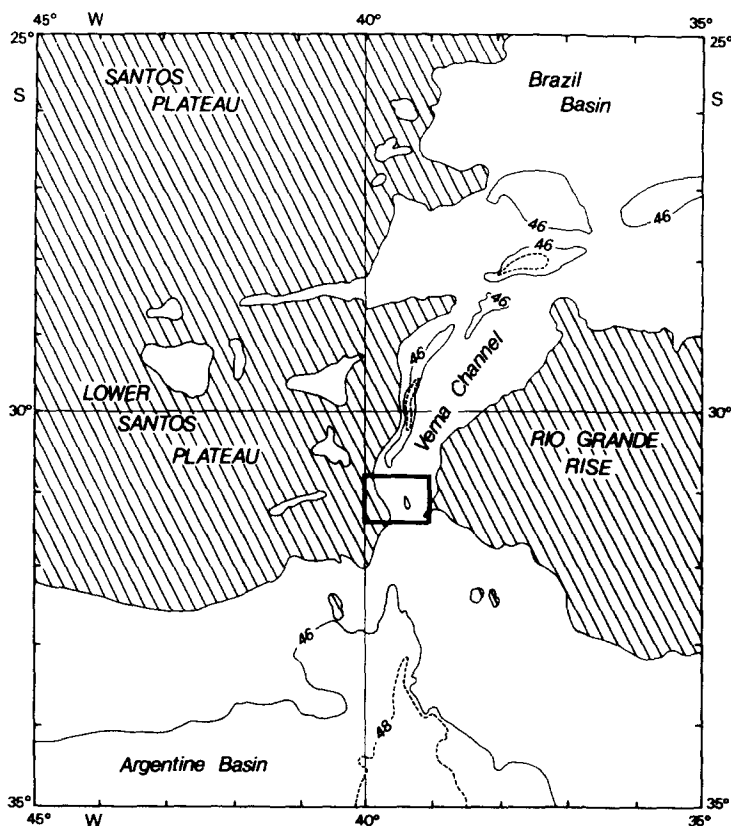 45° W 40° 35°
25° 25°
S S
SANTOS
PLATEAU
Brazil
Basin
46
46
46
46
46
Vema Channel
LOWER
30° 30°
SANTOS
PLATEAU
RIO GRANDE
RISE
46
48
Argentine Basin
35° 35°
45° W 40° 35°